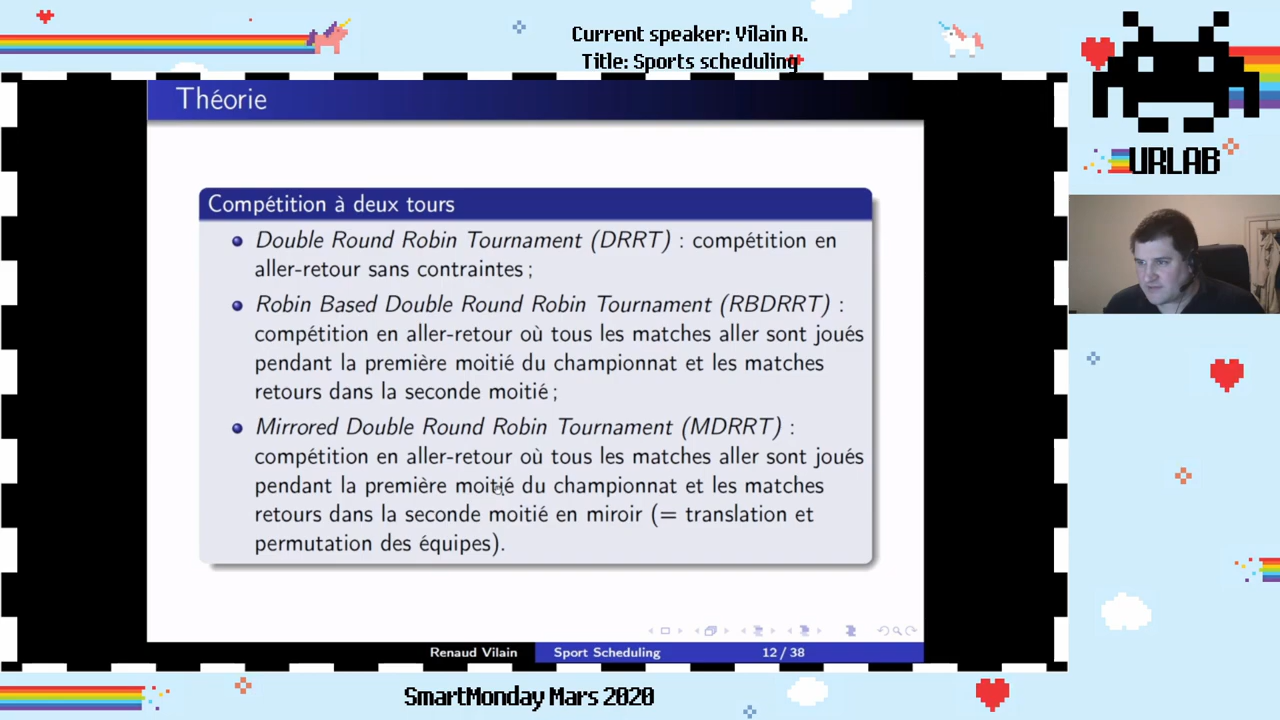 Current speaker: Vilain R.
Title: Sports scheduling
URLAB
Théorie
Compétition à deux tours
Double Round Robin Tournament (DRRT) : compétition en
aller-retour sans contraintes ;
Robin Based Double Round Robin Tournament (RBDRRT) :
compétition en aller-retour où tous les matches aller sont joués
pendant la première moitié du championnat et les matches
retours dans la seconde moitié ;
Mirrored Double Round Robin Tournament (MDRRT) :
compétition en aller-retour où tous les matches aller sont joués
pendant la première moitié du championnat et les matches
retours dans la seconde moitié en miroir (= translation et
permutation des équipes).
Renaud Vilain Sport Scheduling 12 / 38
SmartMonday Mars 2020